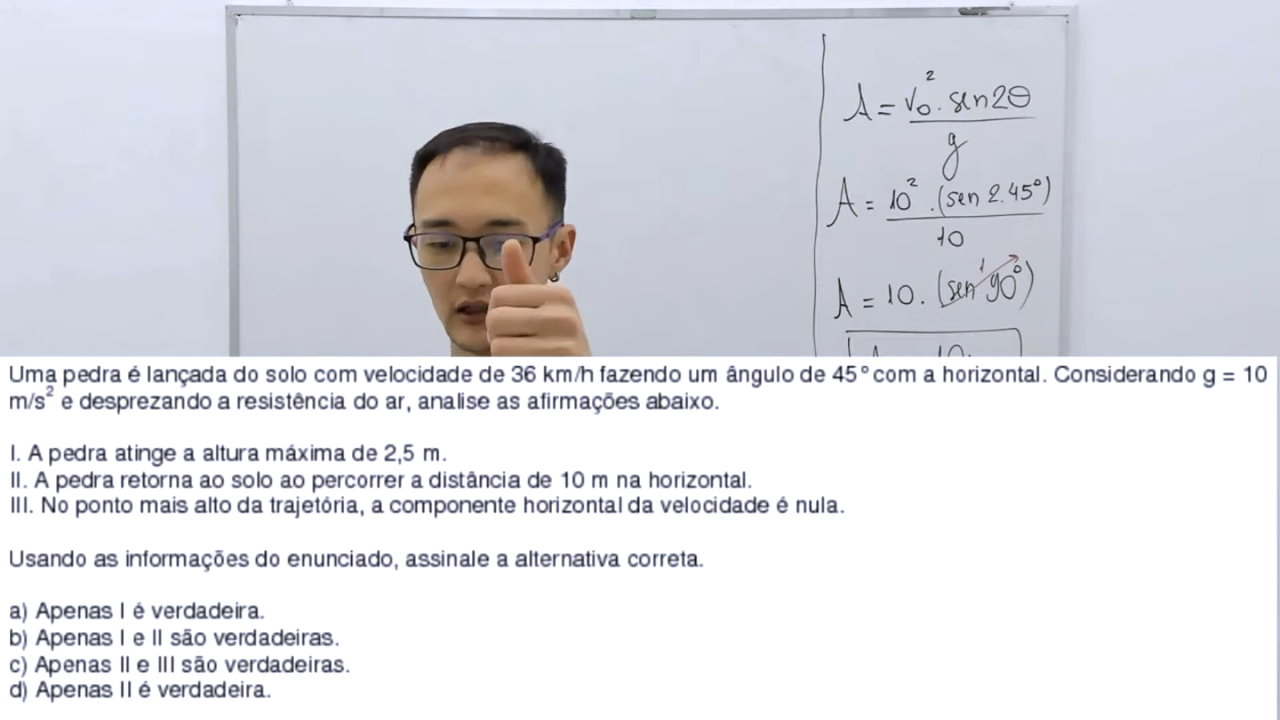 A = v₀² . sen2θ
g
A = 10² . (sen 2.45°)
10
A = 10. (sen 90°) 1
Uma pedra é lançada do solo com velocidade de 36 km/h fazendo um ângulo de 45° com a horizontal. Considerando g = 10
m/s² e desprezando a resistência do ar, analise as afirmações abaixo.
I. A pedra atinge a altura máxima de 2,5 m.
II. A pedra retorna ao solo ao percorrer a distância de 10 m na horizontal.
III. No ponto mais alto da trajetória, a componente horizontal da velocidade é nula.
Usando as informações do enunciado, assinale a alternativa correta.
a) Apenas I é verdadeira.
b) Apenas I e II são verdadeiras.
c) Apenas II e III são verdadeiras.
d) Apenas II é verdadeira.